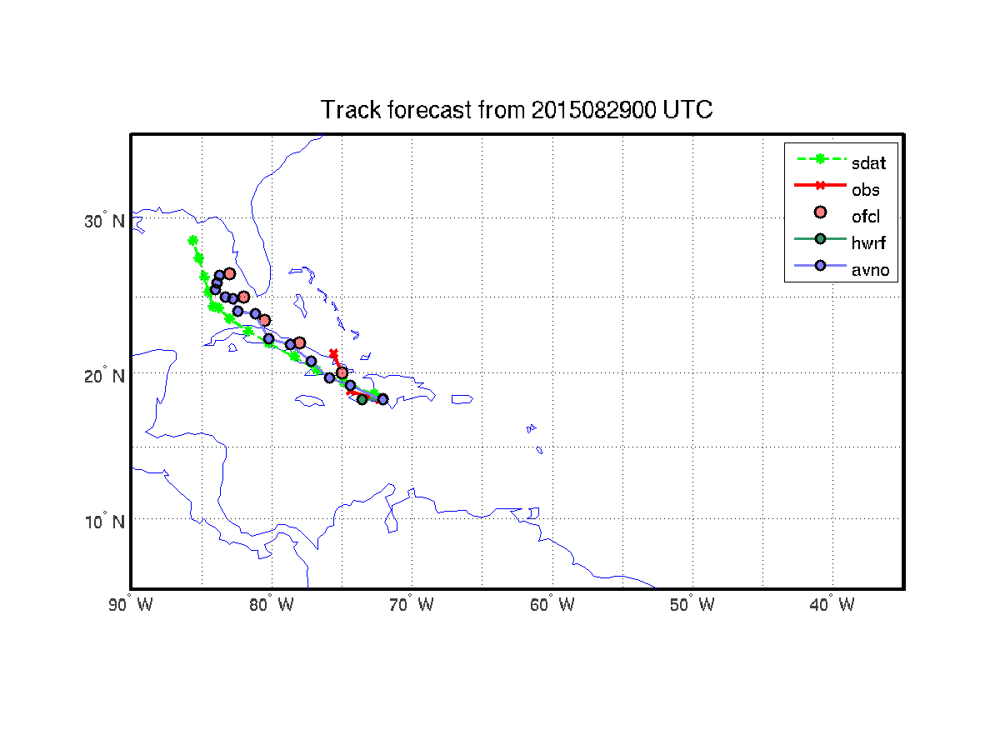 Track forecast from 2015082900 UTC
sdat
obs
ofcl
hwrf
avno
30° N
20° N
10° N
90° W 80° W 70° W 60° W 50° W 40° W